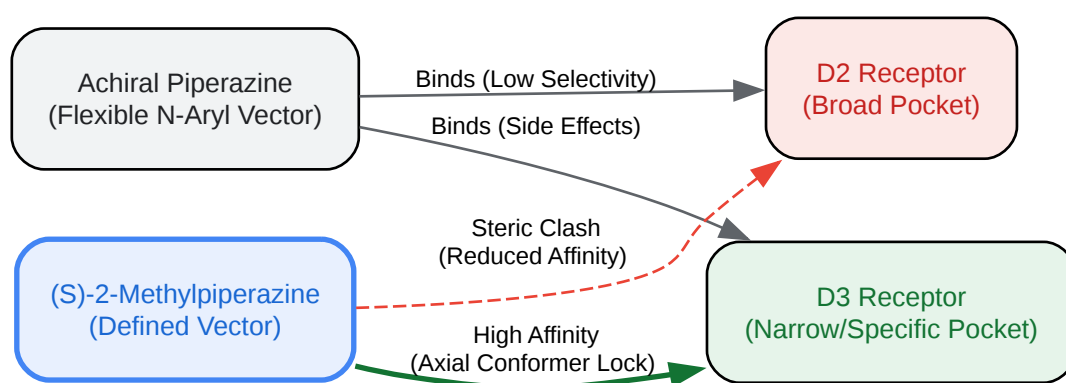 Achiral Piperazine
(Flexible N-Aryl Vector)
Binds (Low Selectivity)
Binds (Side Effects)
D2 Receptor
(Broad Pocket)
(S)-2-Methylpiperazine
(Defined Vector)
Steric Clash
(Reduced Affinity)
High Affinity
(Axial Conformer Lock)
D3 Receptor
(Narrow/Specific Pocket)